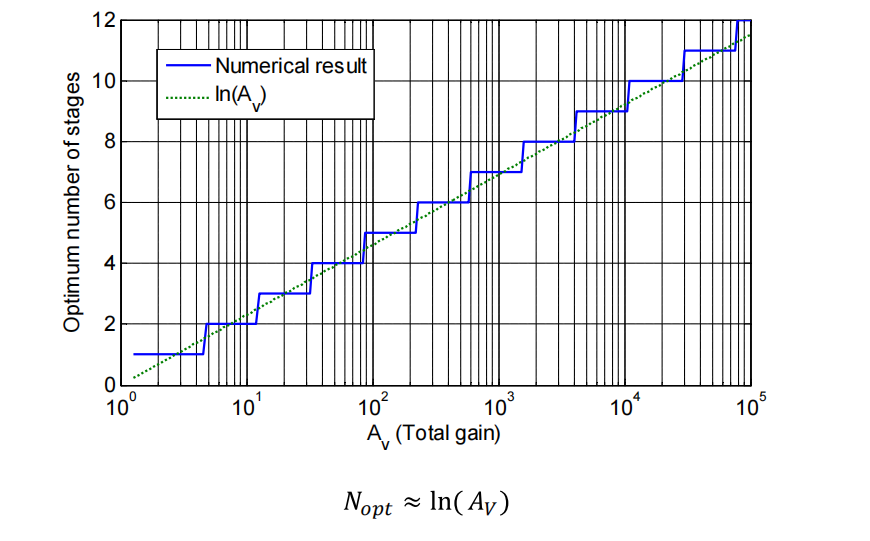 12
10
8
6
4
2
0
Optimum number of stages
Numerical result
ln(A_v)
10^0 10^1 10^2 10^3 10^4 10^5
A_v (Total gain)
N_opt ≈ ln( A_V)